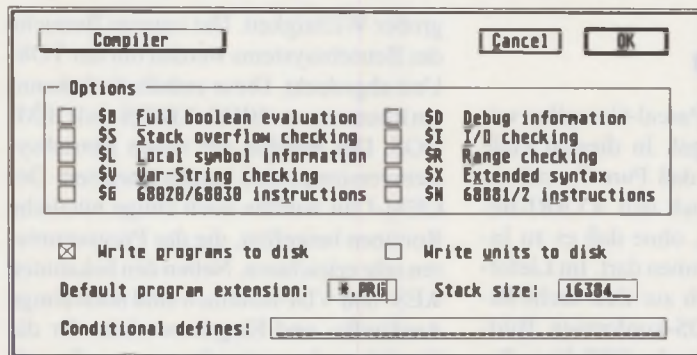 Compiler Cancel OK
Options
$B Full boolean evaluation $D Debug information
$S Stack overflow checking $I I/O checking
$L Local symbol information $R Range checking
$V Var-String checking $X Extended syntax
$G 68020/68030 instructions $N 68881/2 instructions
Write programs to disk Write units to disk
Default program extension: *.PRG Stack size: 16384
Conditional defines: